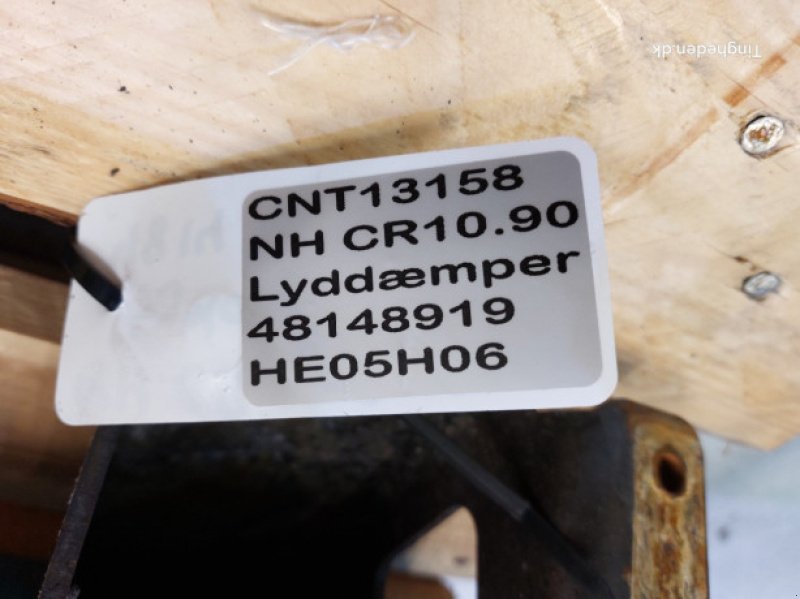 Tingheden.dk
CNT13158
NH CR10.90
Lyddæmper
48148919
HE05H06